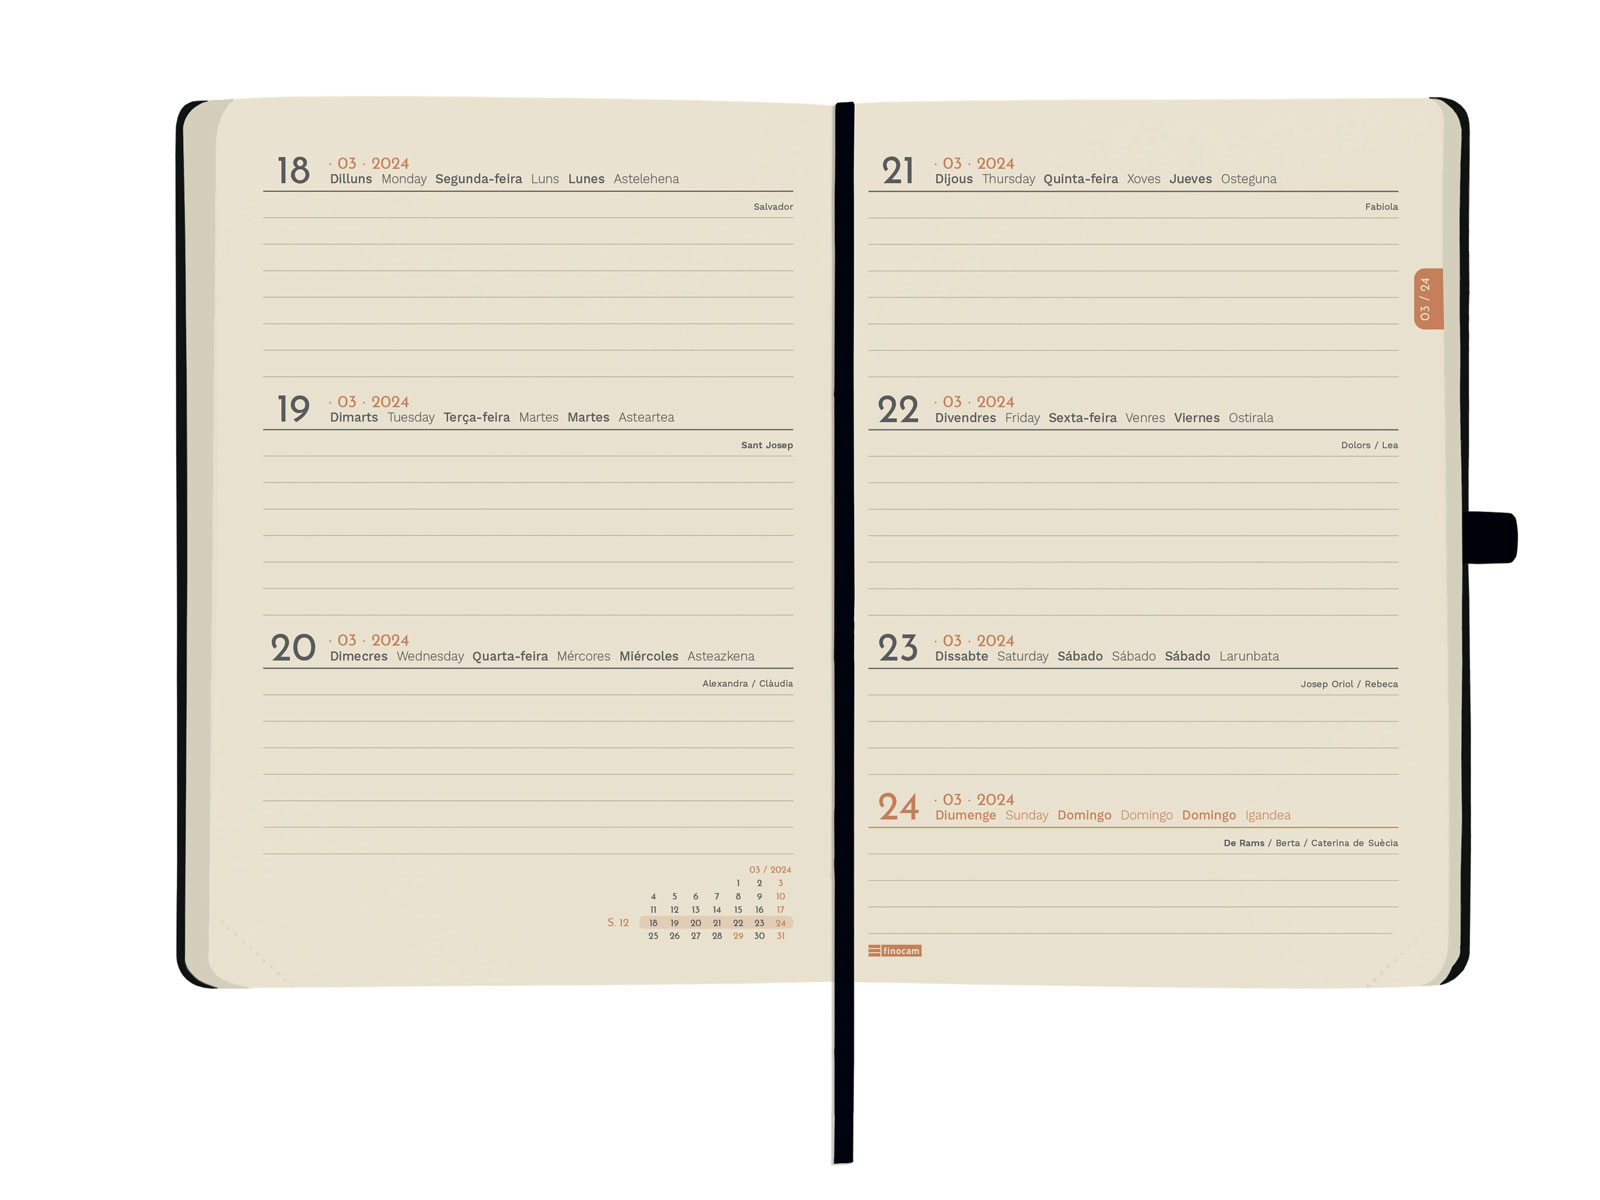 18 · 03 · 2024
Dilluns Monday Segunda-feira Luns Lunes Astelehena
Salvador
19 · 03 · 2024
Dimarts Tuesday Terça-feira Martes Martes Asteartea
Sant Josep
20 · 03 · 2024
Dimecres Wednesday Quarta-feira Mércores Miércoles Asteazkena
Alexandra / Clàudia
03 / 2024
1 2 3
4 5 6 7 8 9 10
11 12 13 14 15 16 17
S. 12 18 19 20 21 22 23 24
25 26 27 28 29 30 31
21 · 03 · 2024
Dijous Thursday Quinta-feira Xoves Jueves Osteguna
Fabiola
03 / 24
22 · 03 · 2024
Divendres Friday Sexta-feira Venres Viernes Ostirala
Dolors / Lea
23 · 03 · 2024
Dissabte Saturday Sábado Sábado Sábado Larunbata
Josep Oriol / Rebeca
24 · 03 · 2024
Diumenge Sunday Domingo Domingo Domingo Igandea
De Rams / Berta / Caterina de Suècia
finocam